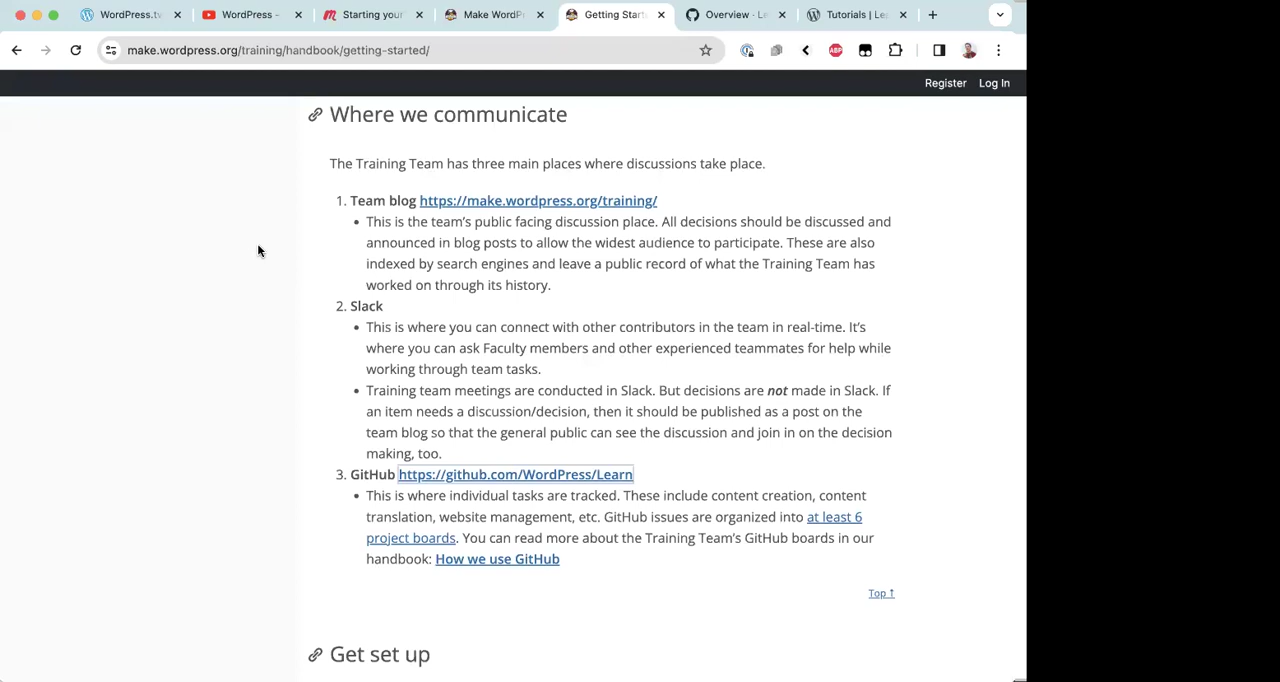 WordPress.tv
WordPress -
Starting your
Make WordP
Getting Start
Overview · Le
Tutorials | Le
make.wordpress.org/training/handbook/getting-started/
ABP
Register Log In
Where we communicate
The Training Team has three main places where discussions take place.
1. Team blog https://make.wordpress.org/training/
• This is the team's public facing discussion place. All decisions should be discussed and
announced in blog posts to allow the widest audience to participate. These are also
indexed by search engines and leave a public record of what the Training Team has
worked on through its history.
2. Slack
• This is where you can connect with other contributors in the team in real-time. It's
where you can ask Faculty members and other experienced teammates for help while
working through team tasks.
• Training team meetings are conducted in Slack. But decisions are not made in Slack. If
an item needs a discussion/decision, then it should be published as a post on the
team blog so that the general public can see the discussion and join in on the decision
making, too.
3. GitHub https://github.com/WordPress/Learn
• This is where individual tasks are tracked. These include content creation, content
translation, website management, etc. GitHub issues are organized into at least 6
project boards. You can read more about the Training Team's GitHub boards in our
handbook: How we use GitHub
Top ↑
Get set up